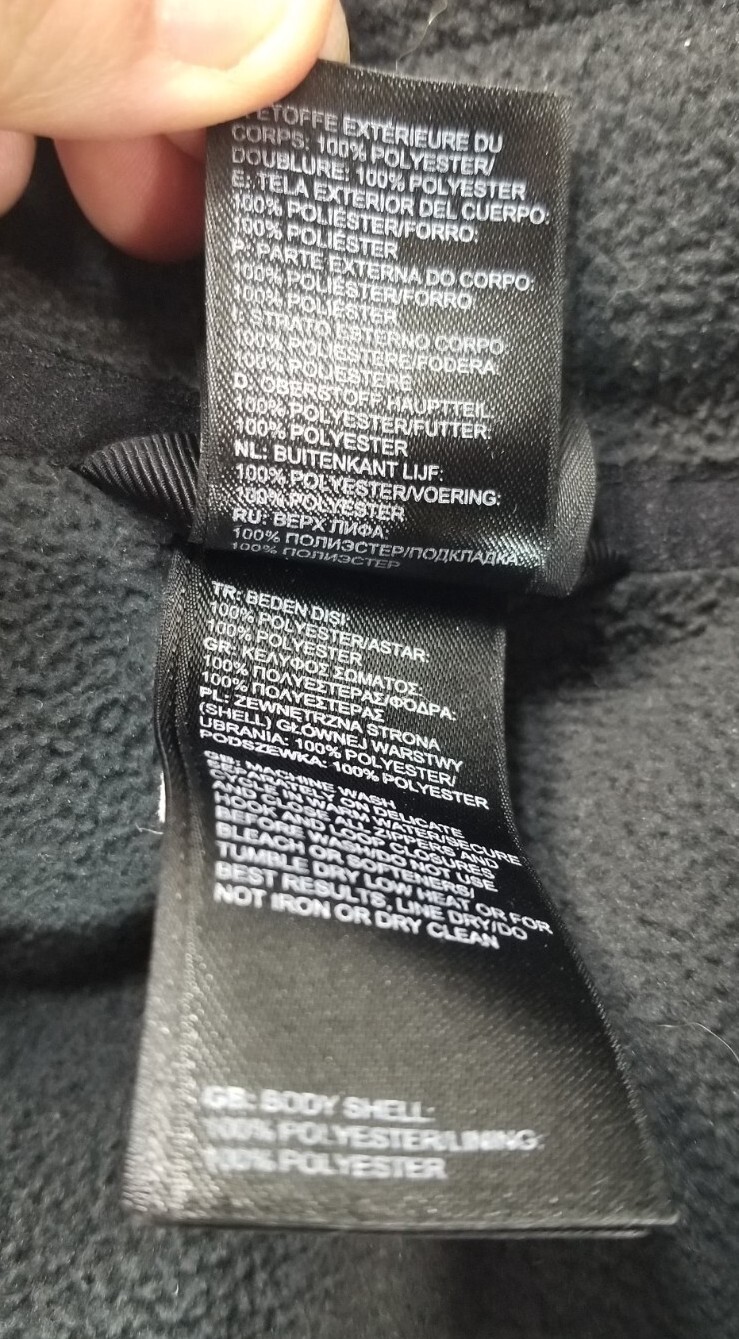 ETOFFE EXTÉRIEURE DU
CORPS: 100% POLYESTER/
DOUBLURE: 100% POLYESTER
E: TELA EXTERIOR DEL CUERPO:
100% POLIÉSTER/FORRO:
100% POLIÉSTER
P: PARTE EXTERNA DO CORPO:
100% POLIÉSTER/FORRO:
100% POLIÉSTER
I: STRATO ESTERNO CORPO
100% POLIESTERE/FODERA:
100% POLIESTERE
D: OBERSTOFF HAUPTTEIL:
100% POLYESTER/FUTTER:
100% POLYESTER
NL: BUITENKANT LIJF:
100% POLYESTER/VOERING:
100% POLYESTER
RU: ВЕРХ ЛИФА:
100% ПОЛИЭСТЕР/ПОДКЛАДКА:
100% ПОЛИЭСТЕР
TR: BEDEN DIŞI:
100% POLYESTER/ASTAR:
100% POLYESTER
GR: ΚΕΛΥΦΟΣ ΣΩΜΑΤΟΣ:
100% ΠΟΛΥΕΣΤΕΡΑΣ/ΦΟΔΡΑ:
100% ΠΟΛΥΕΣΤΕΡΑΣ
PL: ZEWNĘTRZNA STRONA
(SHELL) GŁÓWNEJ WARSTWY
UBRANIA: 100% POLYESTER/
PODSZEWKA: 100% POLYESTER
GB: MACHINE WASH
SEPARATELY ON DELICATE
CYCLE IN WARM WATER/SECURE
AND CLOSE ALL ZIPPERS AND
HOOK AND LOOP CLOSURES
BEFORE WASH/DO NOT USE
BLEACH OR SOFTENERS/
TUMBLE DRY LOW HEAT OR FOR
BEST RESULTS, LINE DRY/DO
NOT IRON OR DRY CLEAN
GB: BODY SHELL:
100% POLYESTER/LINING:
100% POLYESTER